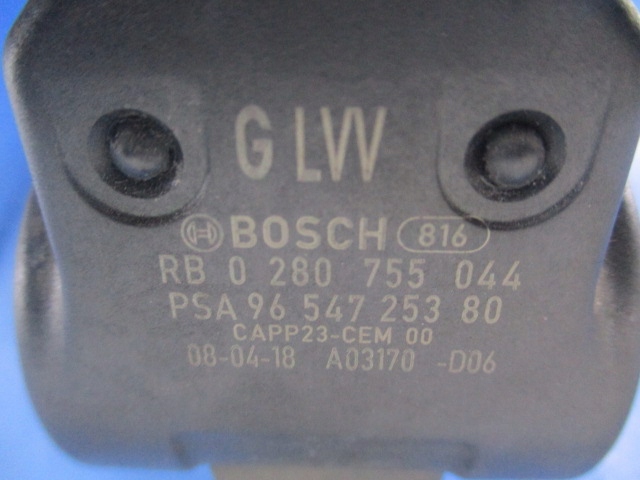 G LW
BOSCH 816
RB 0 280 755 044
PSA 96 547 253 80
CAPP23-CEM 00
08-04-18 A03170 -D06